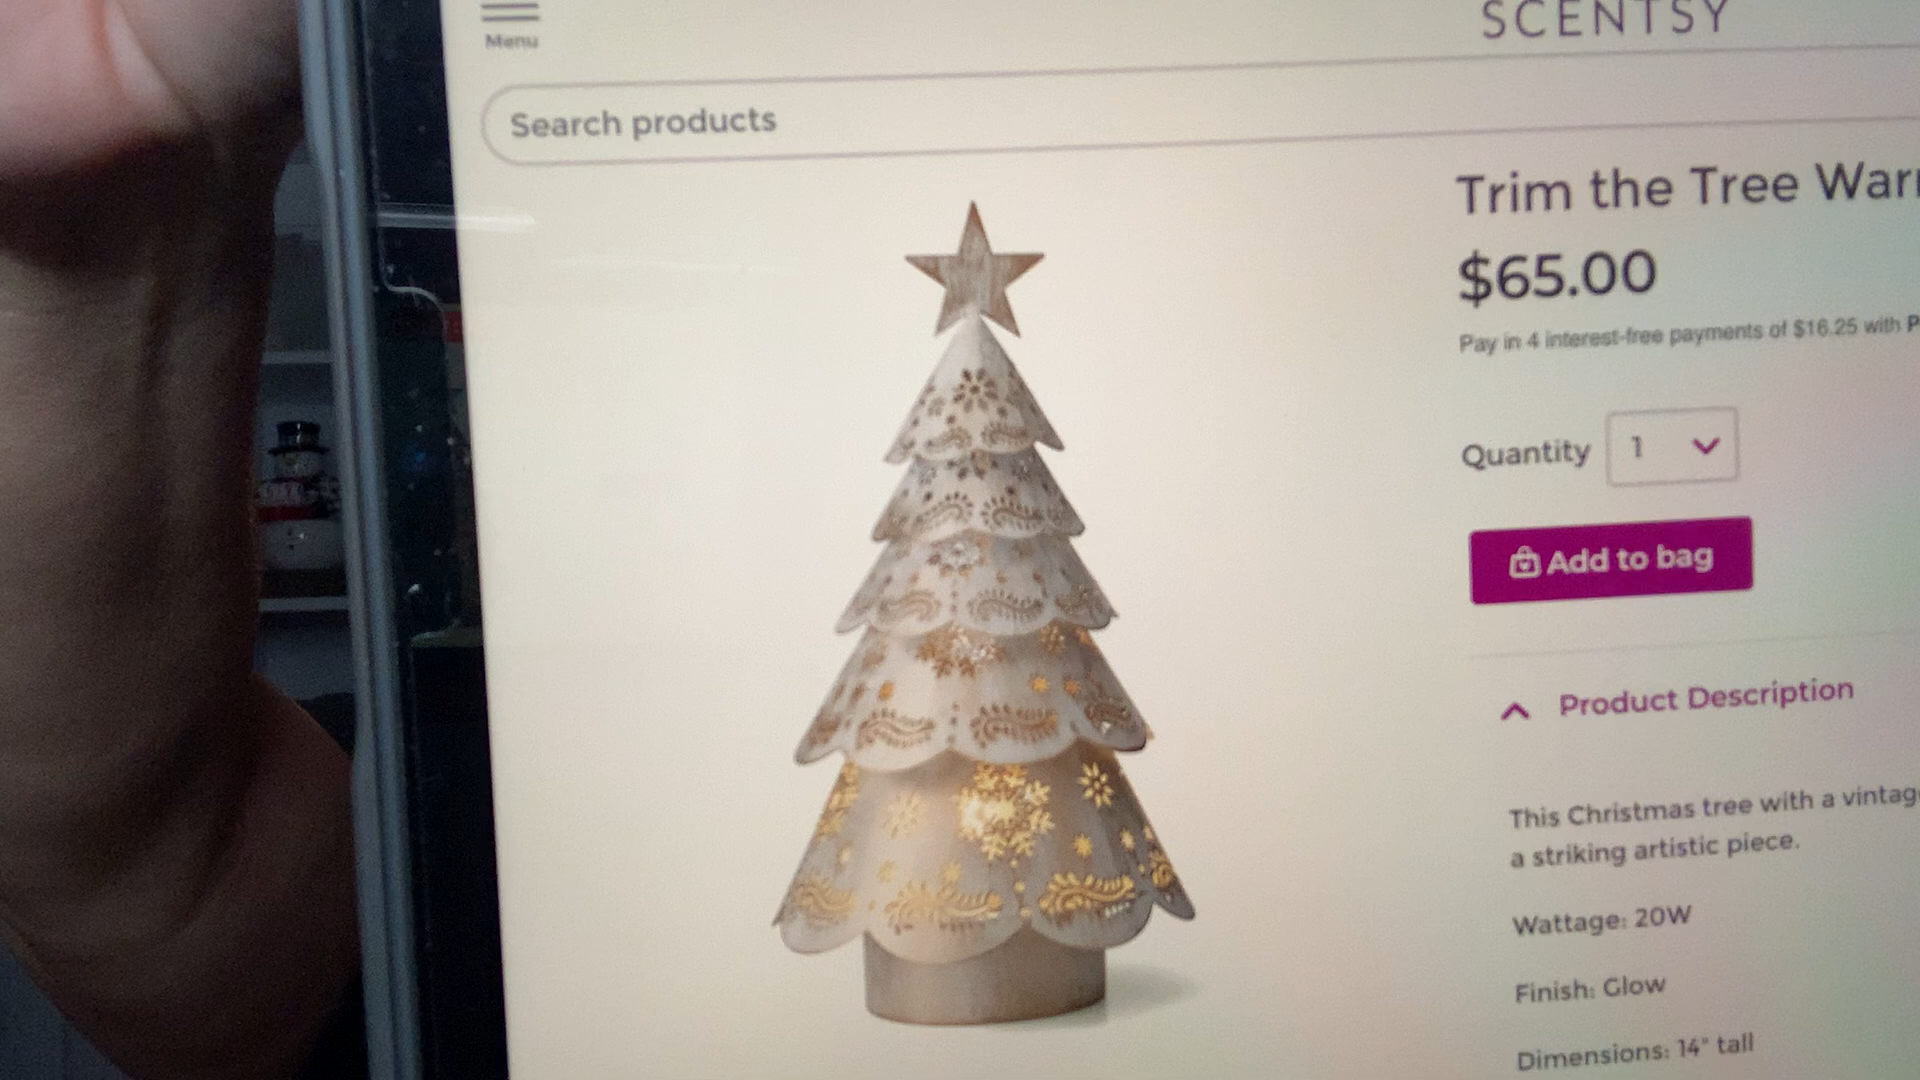 Menu
SCENTSY
Search products
Trim the Tree
$65.00
Pay in 4 interest-free payments of $16.25 with
Quantity 1
Add to bag
Product Description
This Christmas tree with a
a striking artistic piece.
Wattage: 20W
Finish: Glow
Dimensions: 14" tall